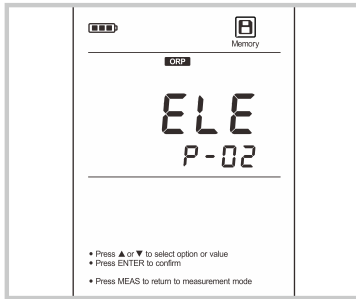 Memory
ORP
ELE
P-02
• Press ▲ or ▼ to select option or value
• Press ENTER to confirm
• Press MEAS to return to measurement mode